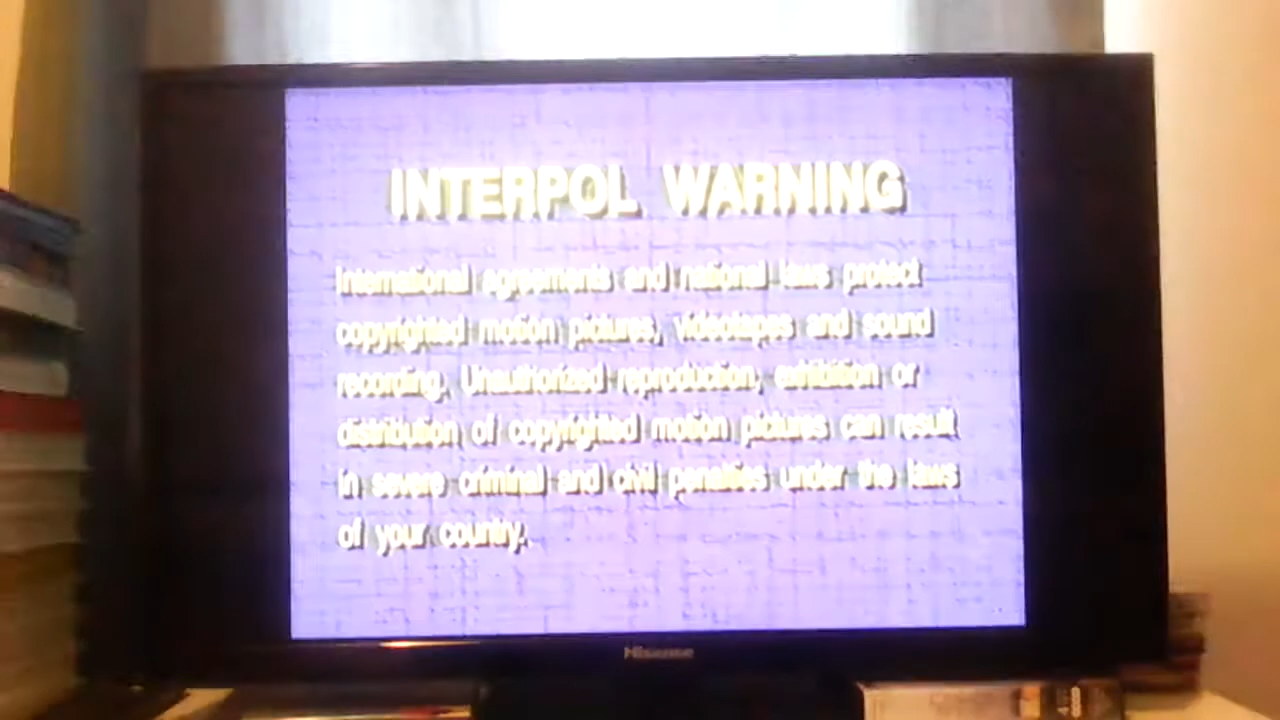 INTERPOL WARNING
International agreements and national laws protect
copyrighted motion pictures, videotapes and sound
recording, Unauthorized reproduction, exhibition or
distribution of copyrighted motion pictures can result
in severe criminal and civil penalties under the laws
of your country.
Hisense